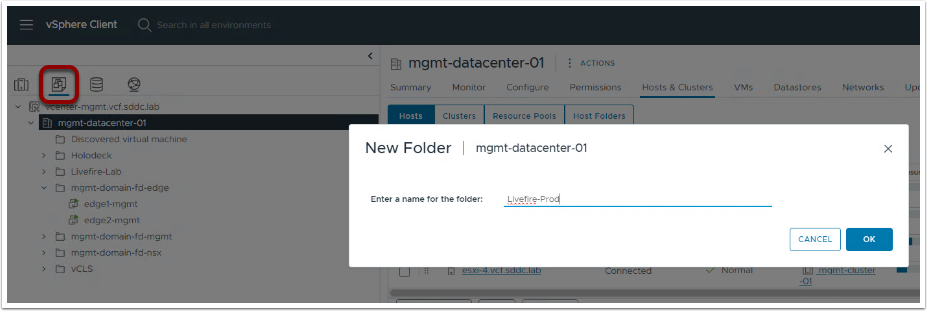 vSphere Client
Search in all environments
mgmt-datacenter-01
ACTIONS
Summary Monitor Configure Permissions Hosts & Clusters VMs Datastores Networks
Hosts Clusters Resource Pools Host Folders
vcenter-mgmt.vcf.sddc.lab
mgmt-datacenter-01
Discovered virtual machine
Holodeck
Livefire-Lab
mgmt-domain-fd-edge
edge1-mgmt
edge2-mgmt
mgmt-domain-fd-mgmt
mgmt-domain-fd-nsx
vCLS
New Folder mgmt-datacenter-01
Enter a name for the folder: Livefire-Prod
CANCEL OK
esxi-4.vcf.sddc.lab Connected Normal mgmt-cluster
-01